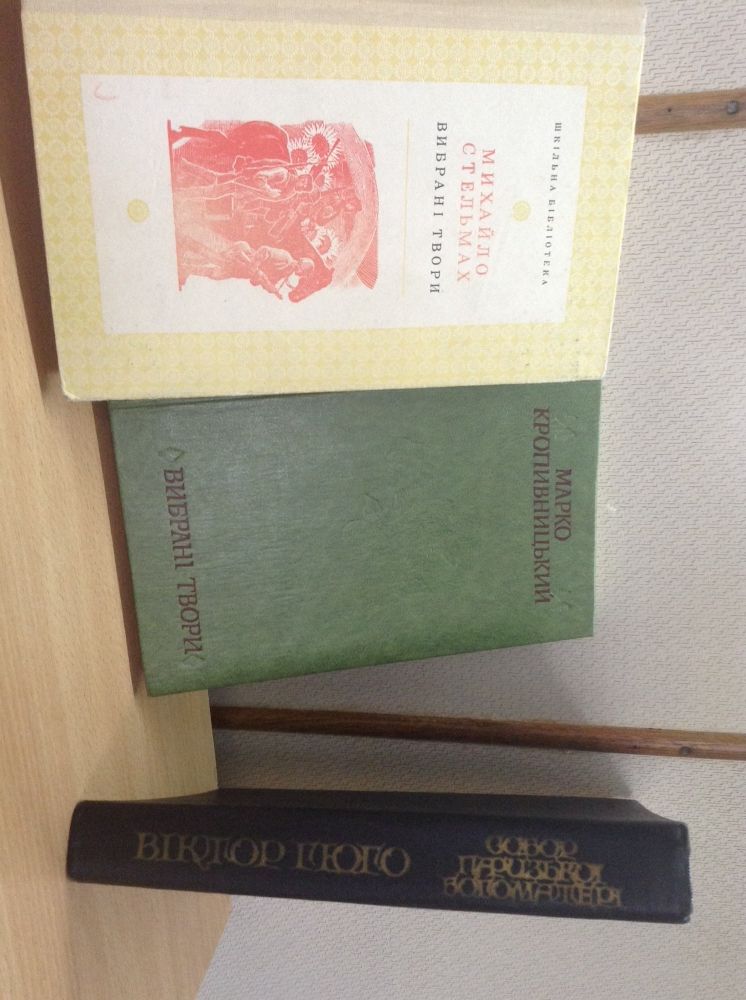 ШКІЛЬНА БІБЛІОТЕКА
МИХАЙЛО
СТЕЛЬМАХ
ВИБРАНІ ТВОРИ
МАРКО
КРОПИВНИЦЬКИЙ
ВИБРАНІ ТВОРИ
ВІКТОР ГЮГО
СОБОР
ПАРИЗЬКОЇ
БОГОМАТЕРІ